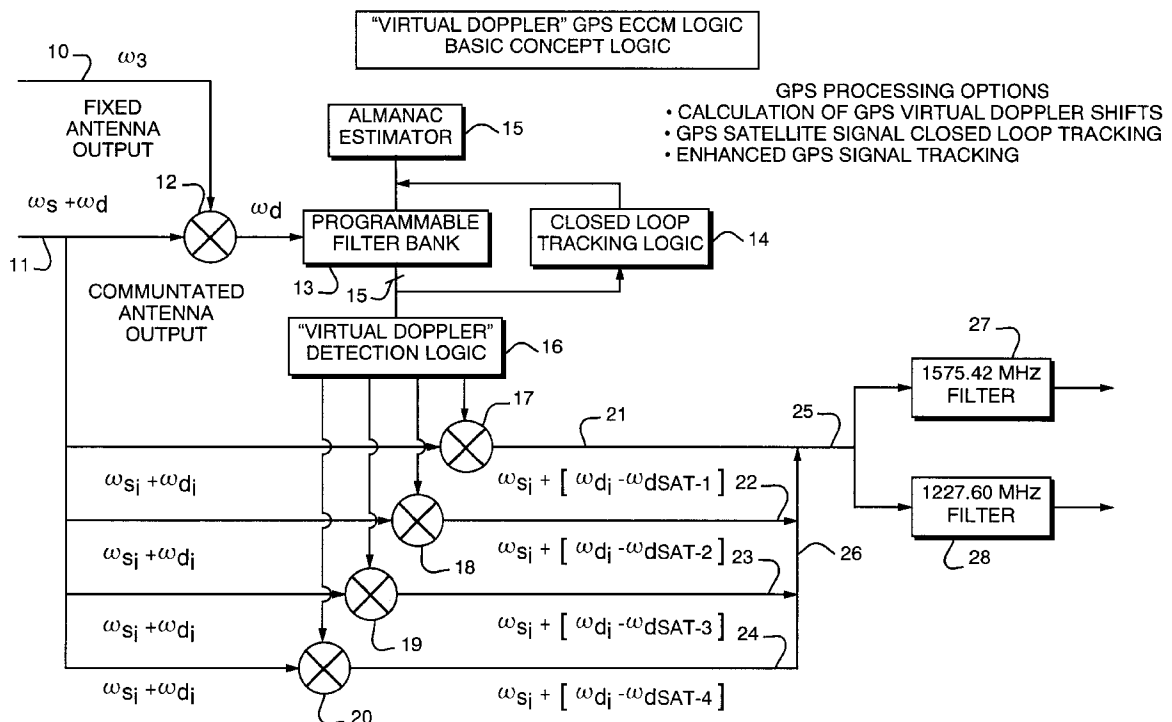 "VIRTUAL DOPPLER" GPS ECCM LOGIC
BASIC CONCEPT LOGIC
10
ω3
FIXED
ANTENNA
OUTPUT
ALMANAC
ESTIMATOR
15
GPS PROCESSING OPTIONS
• CALCULATION OF GPS VIRTUAL DOPPLER SHIFTS
• GPS SATELLITE SIGNAL CLOSED LOOP TRACKING
• ENHANCED GPS SIGNAL TRACKING
12
ωs +ωd
ωd
PROGRAMMABLE
FILTER BANK
CLOSED LOOP
TRACKING LOGIC
14
11
13
15
COMMUNTATED
ANTENNA
OUTPUT
"VIRTUAL DOPPLER"
DETECTION LOGIC
16
27
1575.42 MHz
FILTER
17
21
25
ωsi +ωdi
ωsi + [ ωdi -ωdSAT-1]
22
1227.60 MHz
FILTER
28
18
ωsi +ωdi
ωsi + [ ωdi -ωdSAT-2]
23
26
19
ωsi +ωdi
ωsi + [ ωdi -ωdSAT-3]
24
20
ωsi +ωdi
ωsi + [ ωdi -ωdSAT-4]